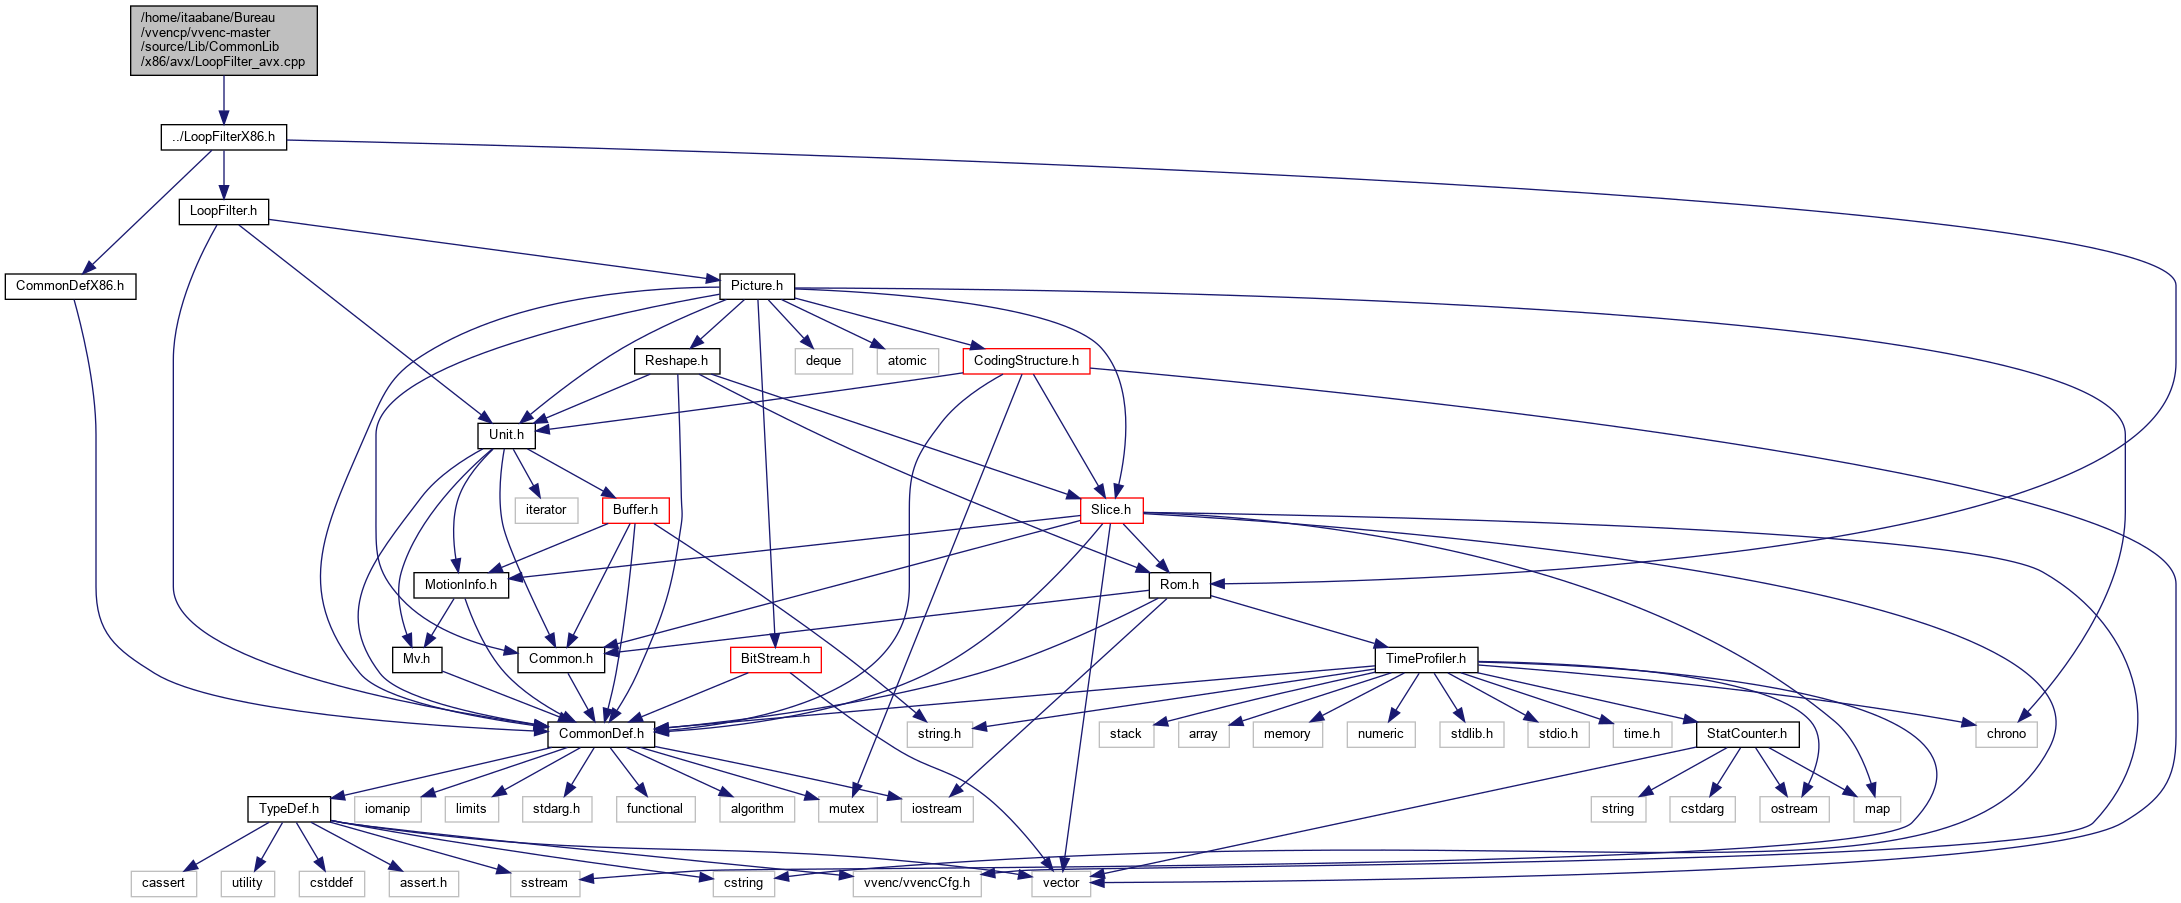 /home/itaabane/Bureau
/vvencp/vvenc-master
/source/Lib/CommonLib
/x86/avx/LoopFilter_avx.cpp
../LoopFilterX86.h
LoopFilter.h
CommonDefX86.h
Picture.h
Reshape.h
deque
atomic
CodingStructure.h
Unit.h
iterator
Buffer.h
Slice.h
MotionInfo.h
Rom.h
Mv.h
Common.h
BitStream.h
TimeProfiler.h
CommonDef.h
string.h
stack
array
memory
numeric
stdlib.h
stdio.h
time.h
StatCounter.h
chrono
TypeDef.h
iomanip
limits
stdarg.h
functional
algorithm
mutex
iostream
string
cstdarg
ostream
map
cassert
utility
cstddef
assert.h
sstream
cstring
vvenc/vvencCfg.h
vector